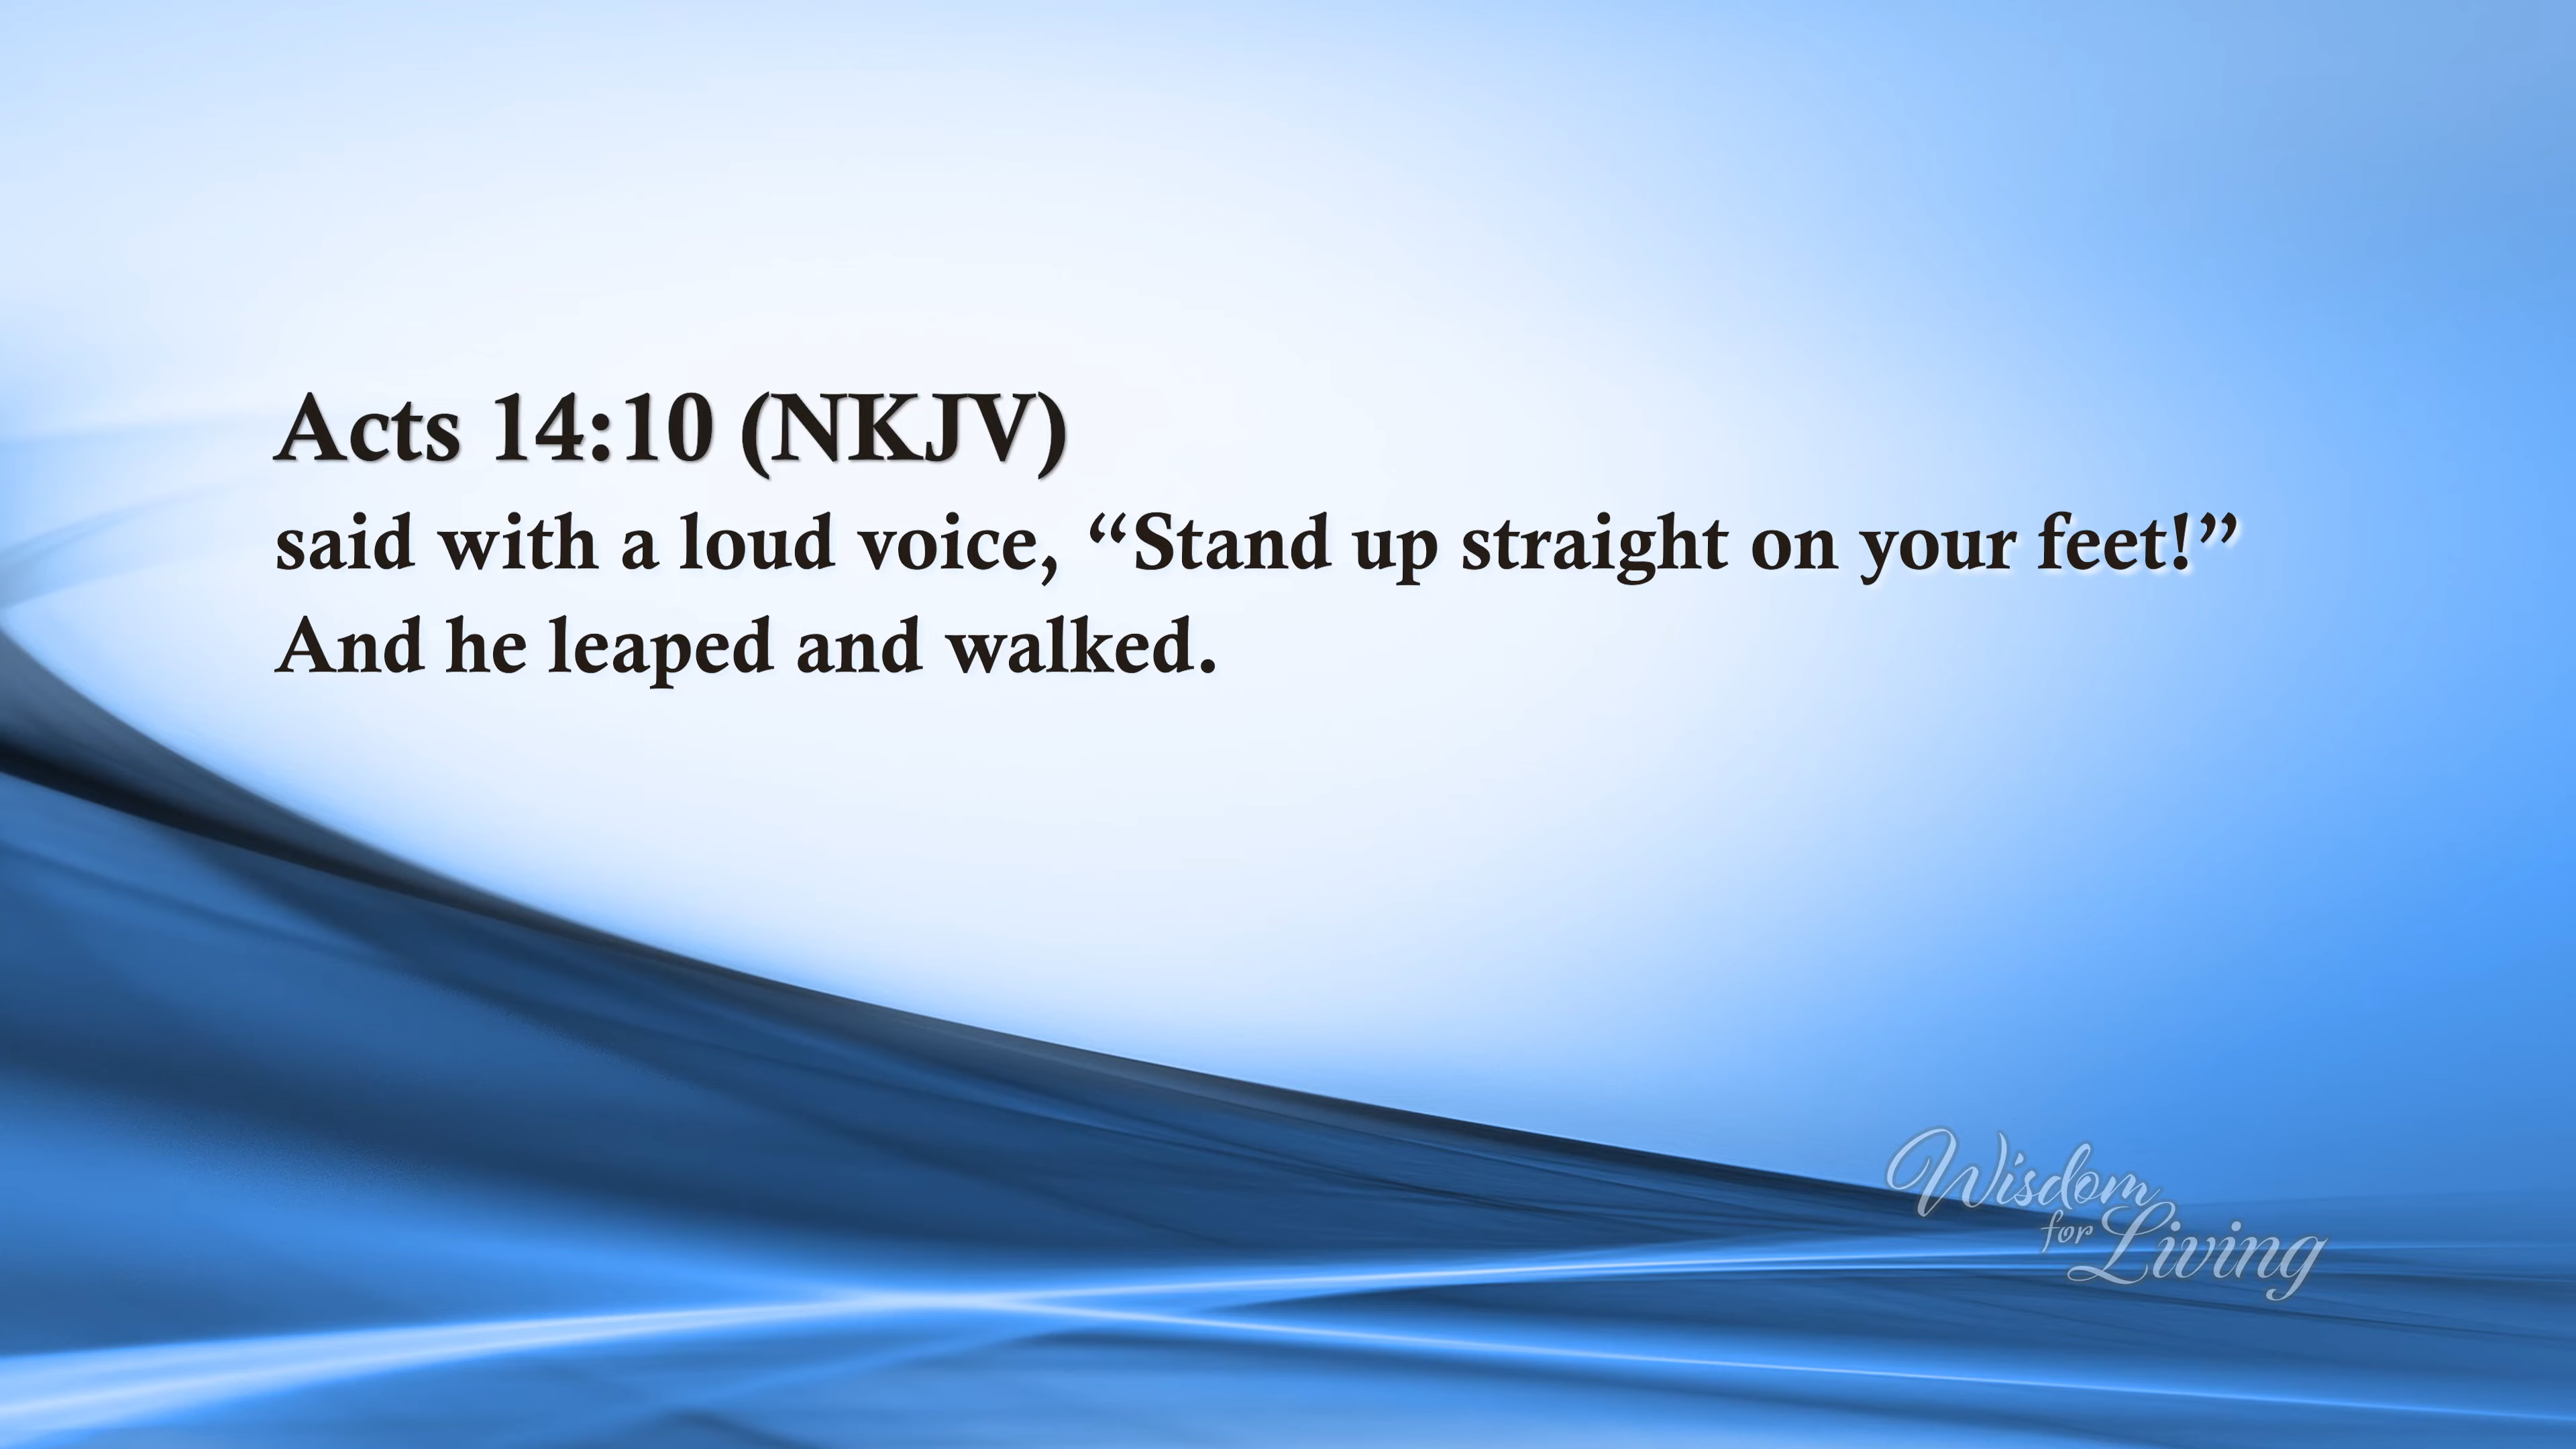 Acts 14:10 (NKJV)
said with a loud voice, “Stand up straight on your feet!”
And he leaped and walked.
Wisdom
for Living